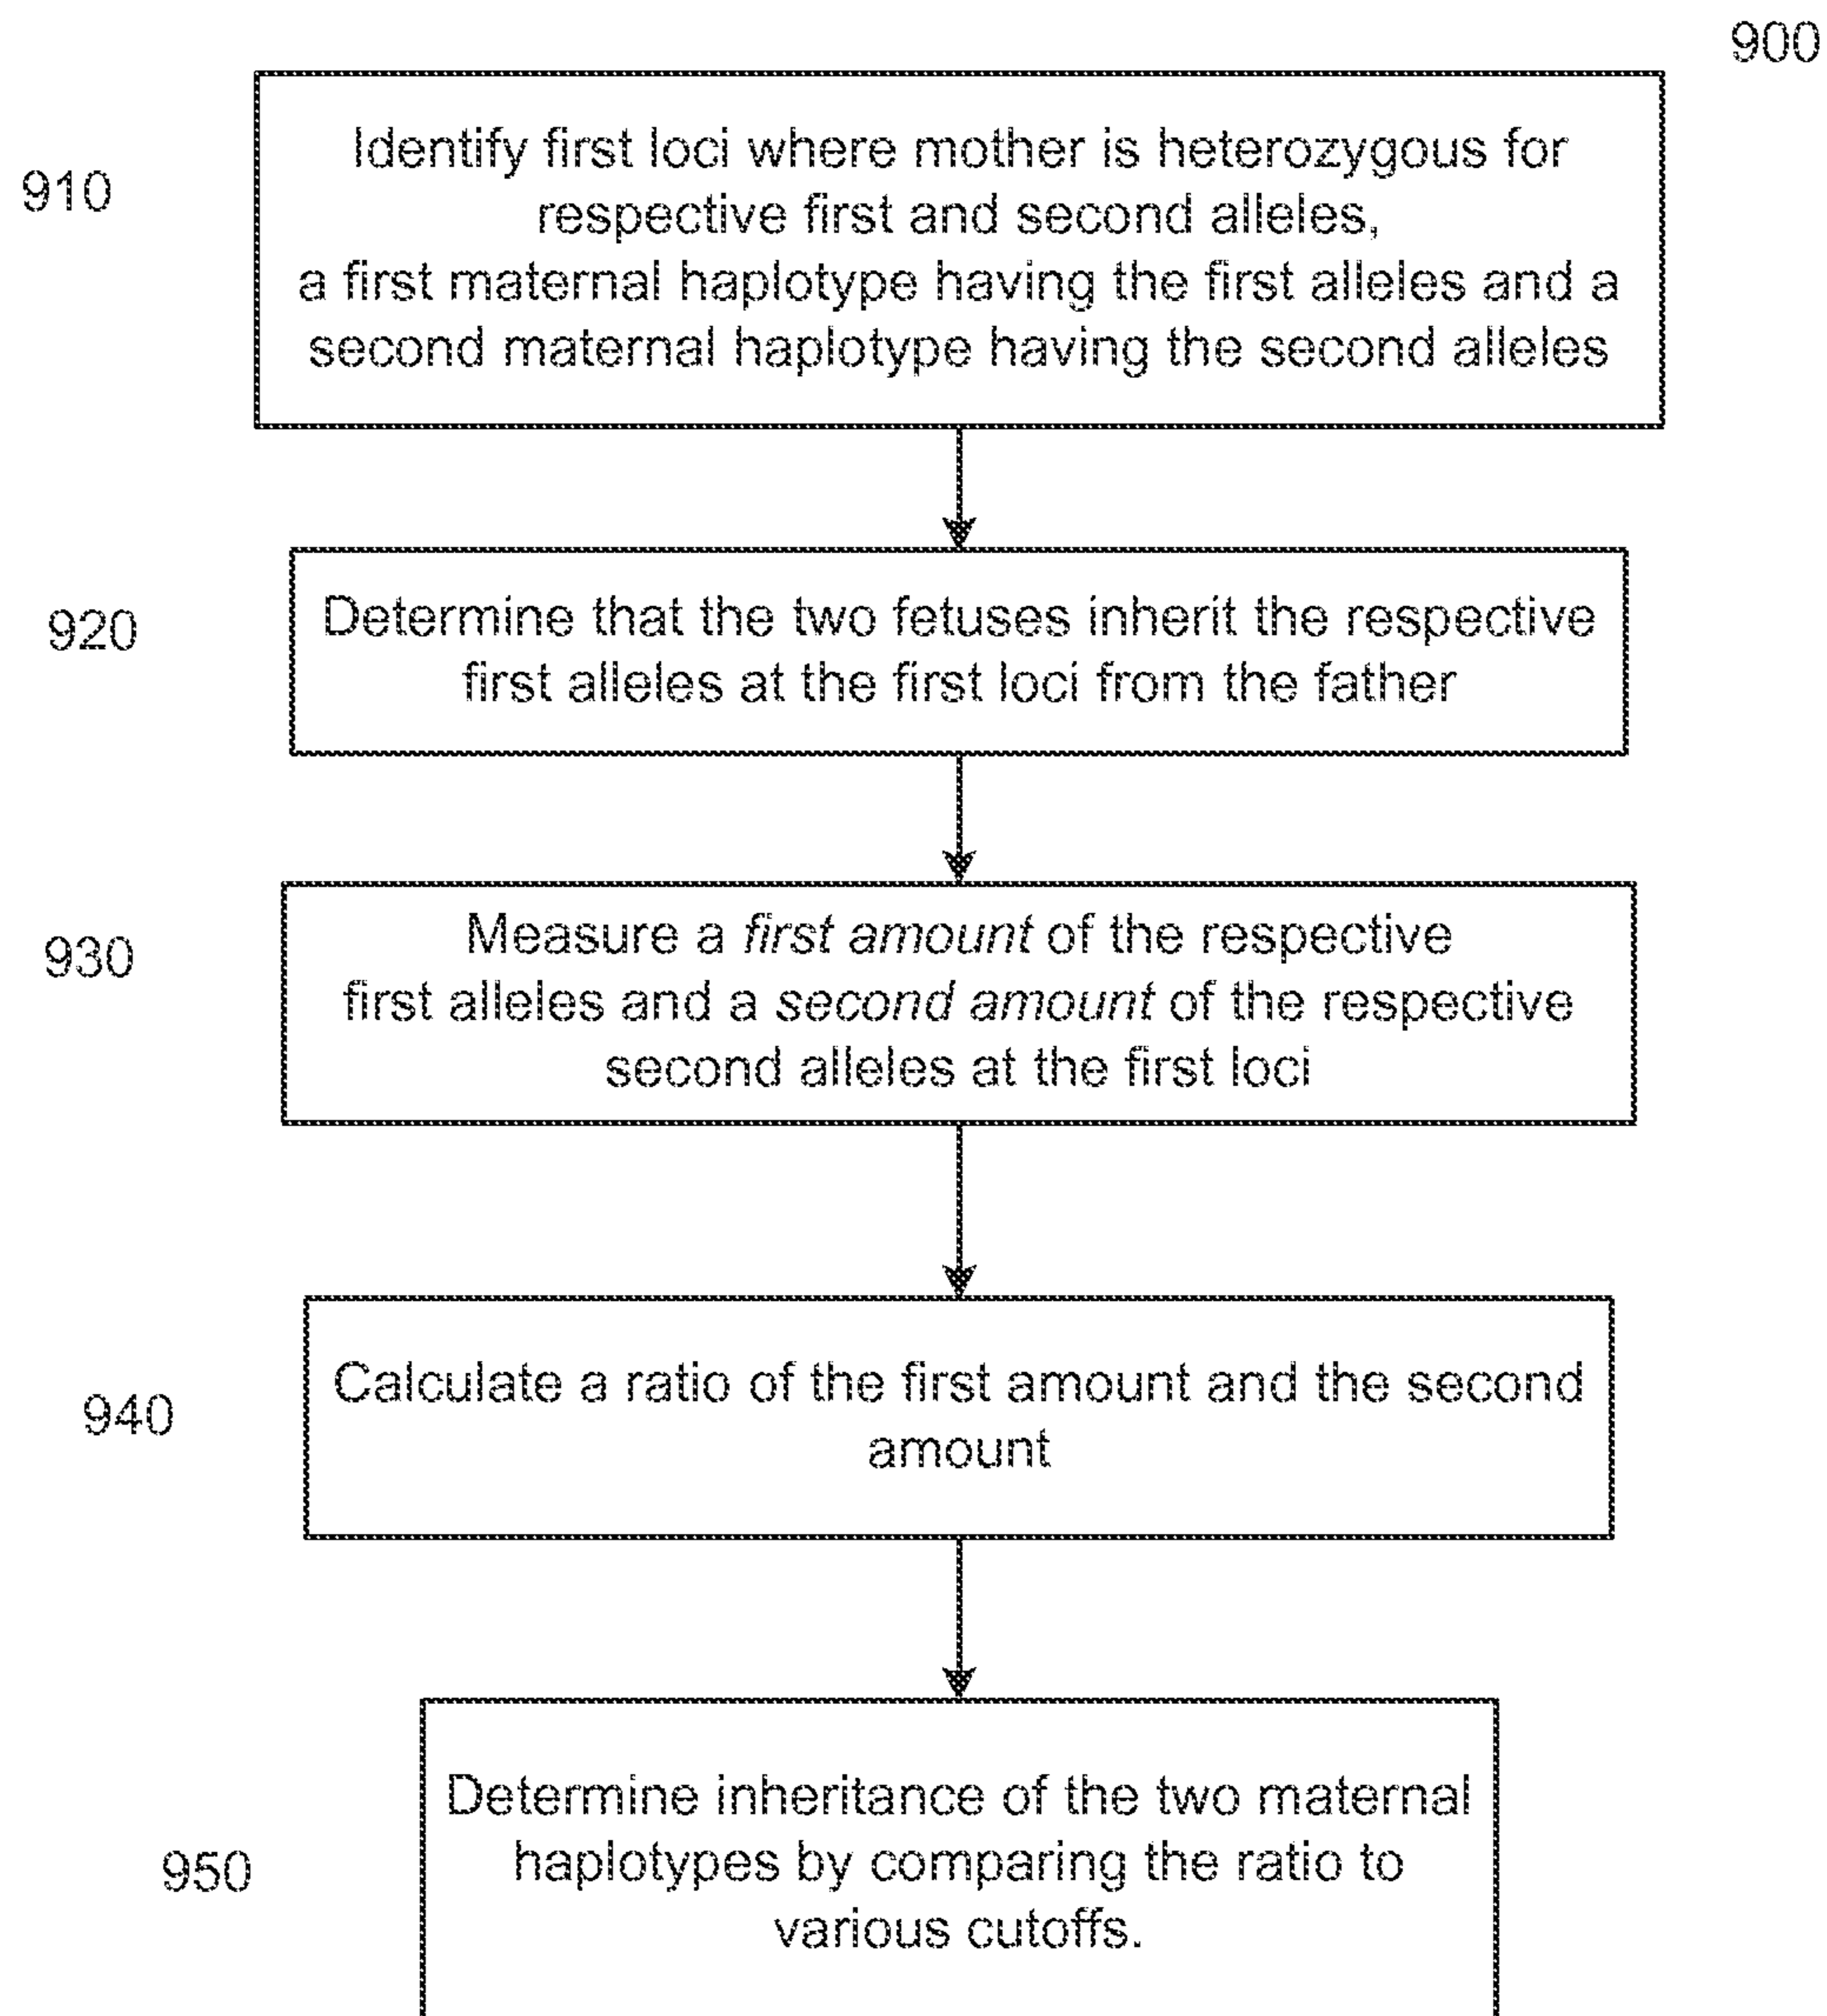 900
910
Identify first loci where mother is heterozygous for
respective first and second alleles,
a first maternal haplotype having the first alleles and a
second maternal haplotype having the second alleles
920
Determine that the two fetuses inherit the respective
first alleles at the first loci from the father
930
Measure a first amount of the respective
first alleles and a second amount of the respective
second alleles at the first loci
940
Calculate a ratio of the first amount and the second
amount
950
Determine inheritance of the two maternal
haplotypes by comparing the ratio to
various cutoffs.